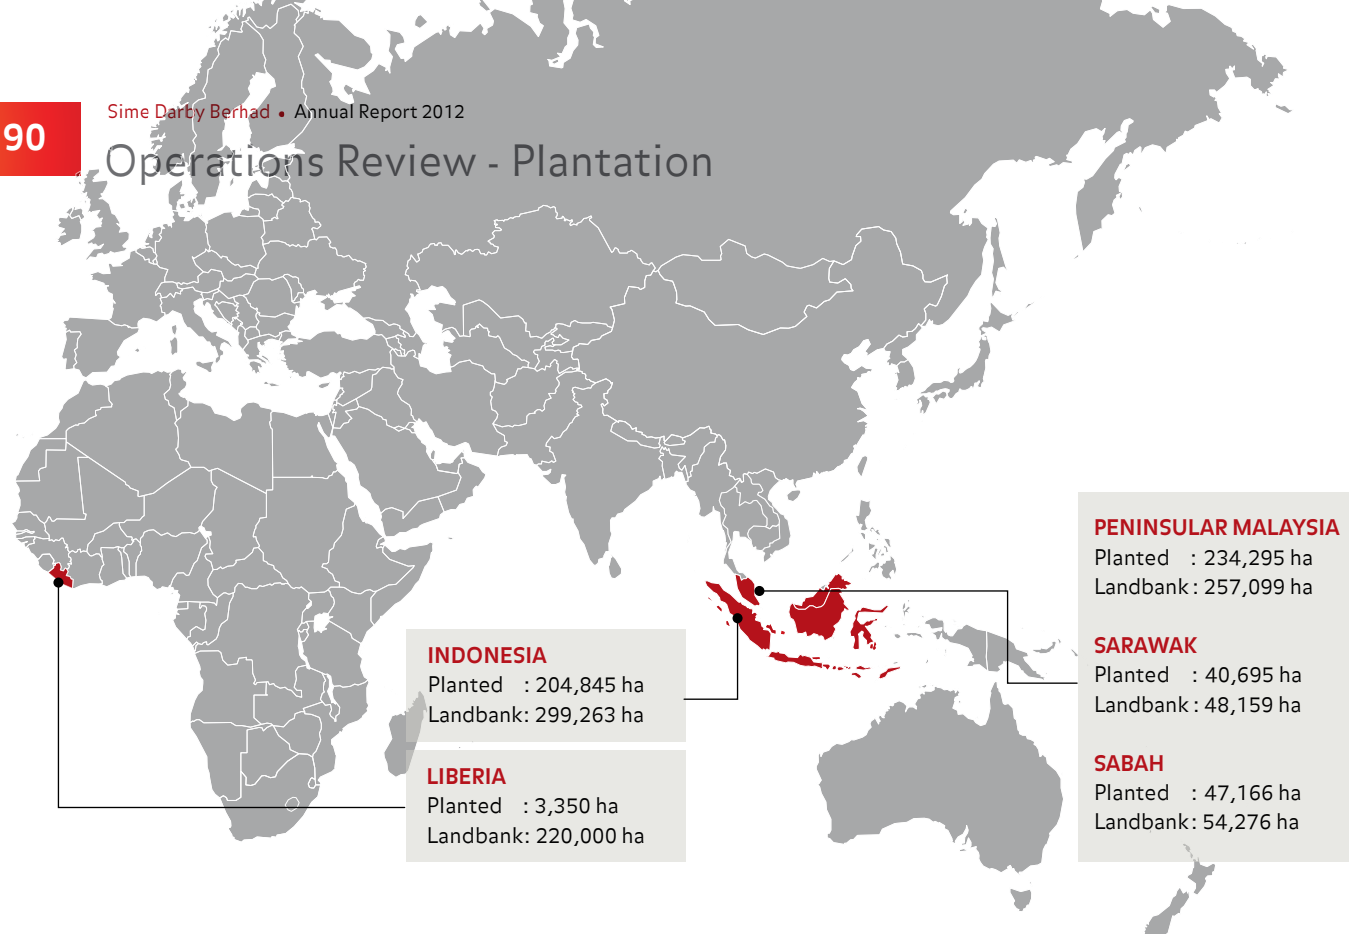 90
Sime Darby Berhad • Annual Report 2012
Operations Review - Plantation
INDONESIA
Planted : 204,845 ha
Landbank : 299,263 ha
LIBERIA
Planted : 3,350 ha
Landbank : 220,000 ha
PENINSULAR MALAYSIA
Planted : 234,295 ha
Landbank : 257,099 ha
SARAWAK
Planted : 40,695 ha
Landbank : 48,159 ha
SABAH
Planted : 47,166 ha
Landbank : 54,276 ha